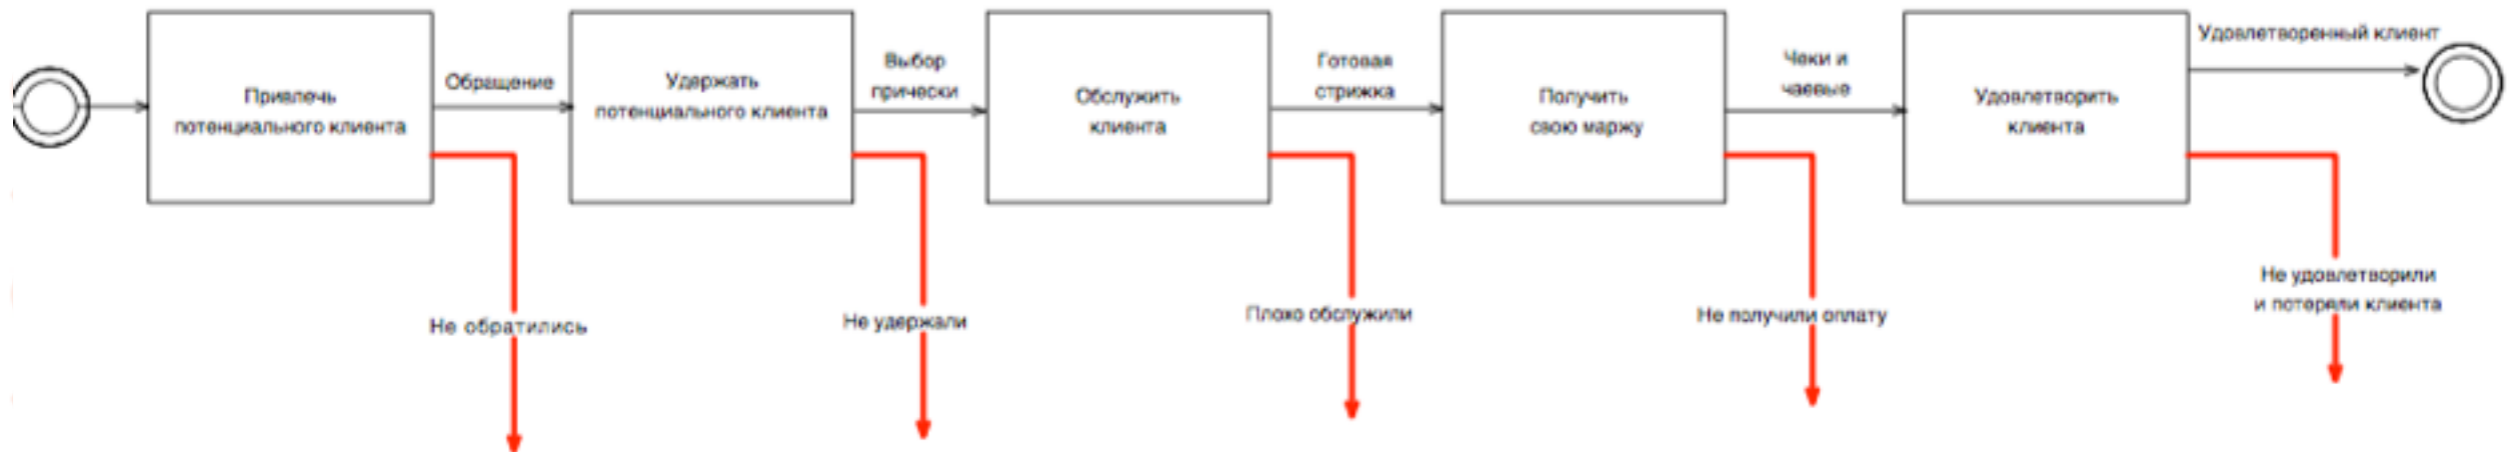 Привлечь
потенциального клиента
Обращение
Не обратились
Удержать
потенциального клиента
Выбор
прически
Не удержали
Обслужить
клиента
Готовая
стрижка
Плохо обслужили
Получить
свою маржу
Чеки и
чаевые
Не получили оплату
Удовлетворить
клиента
Удовлетворенный клиент
Не удовлетворили
и потеряли клиента